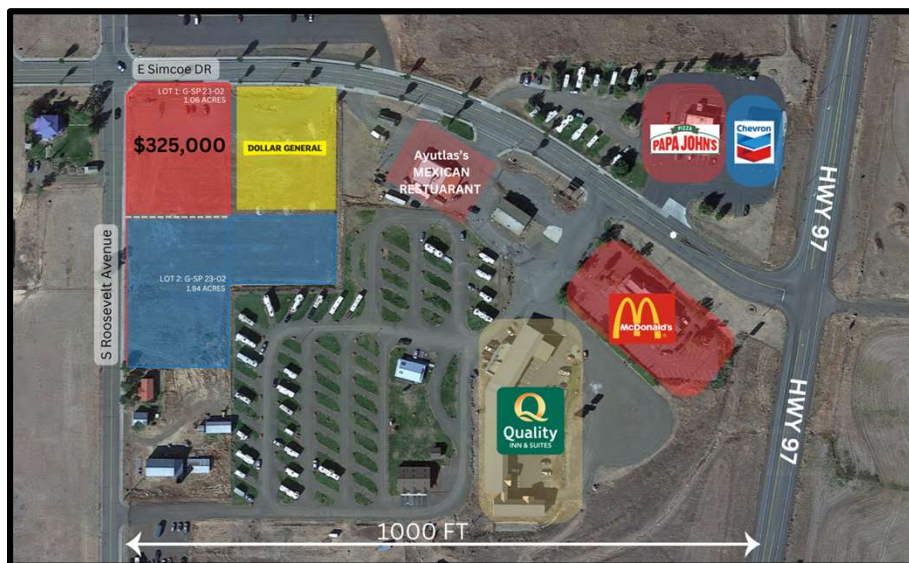 E Simcoe DR
LOT 1: G-SP 23-02
1.06 ACRES
$325,000
DOLLAR GENERAL
Ayutlas's
MEXICAN
RESTUARANT
PIZZA
PAPA JOHN'S
Chevron
HWY 97
S Roosevelt Avenue
LOT 2: G-SP 23-02
1.94 ACRES
McDonald's
Q
Quality
INN & SUITES
HWY 97
1000 FT